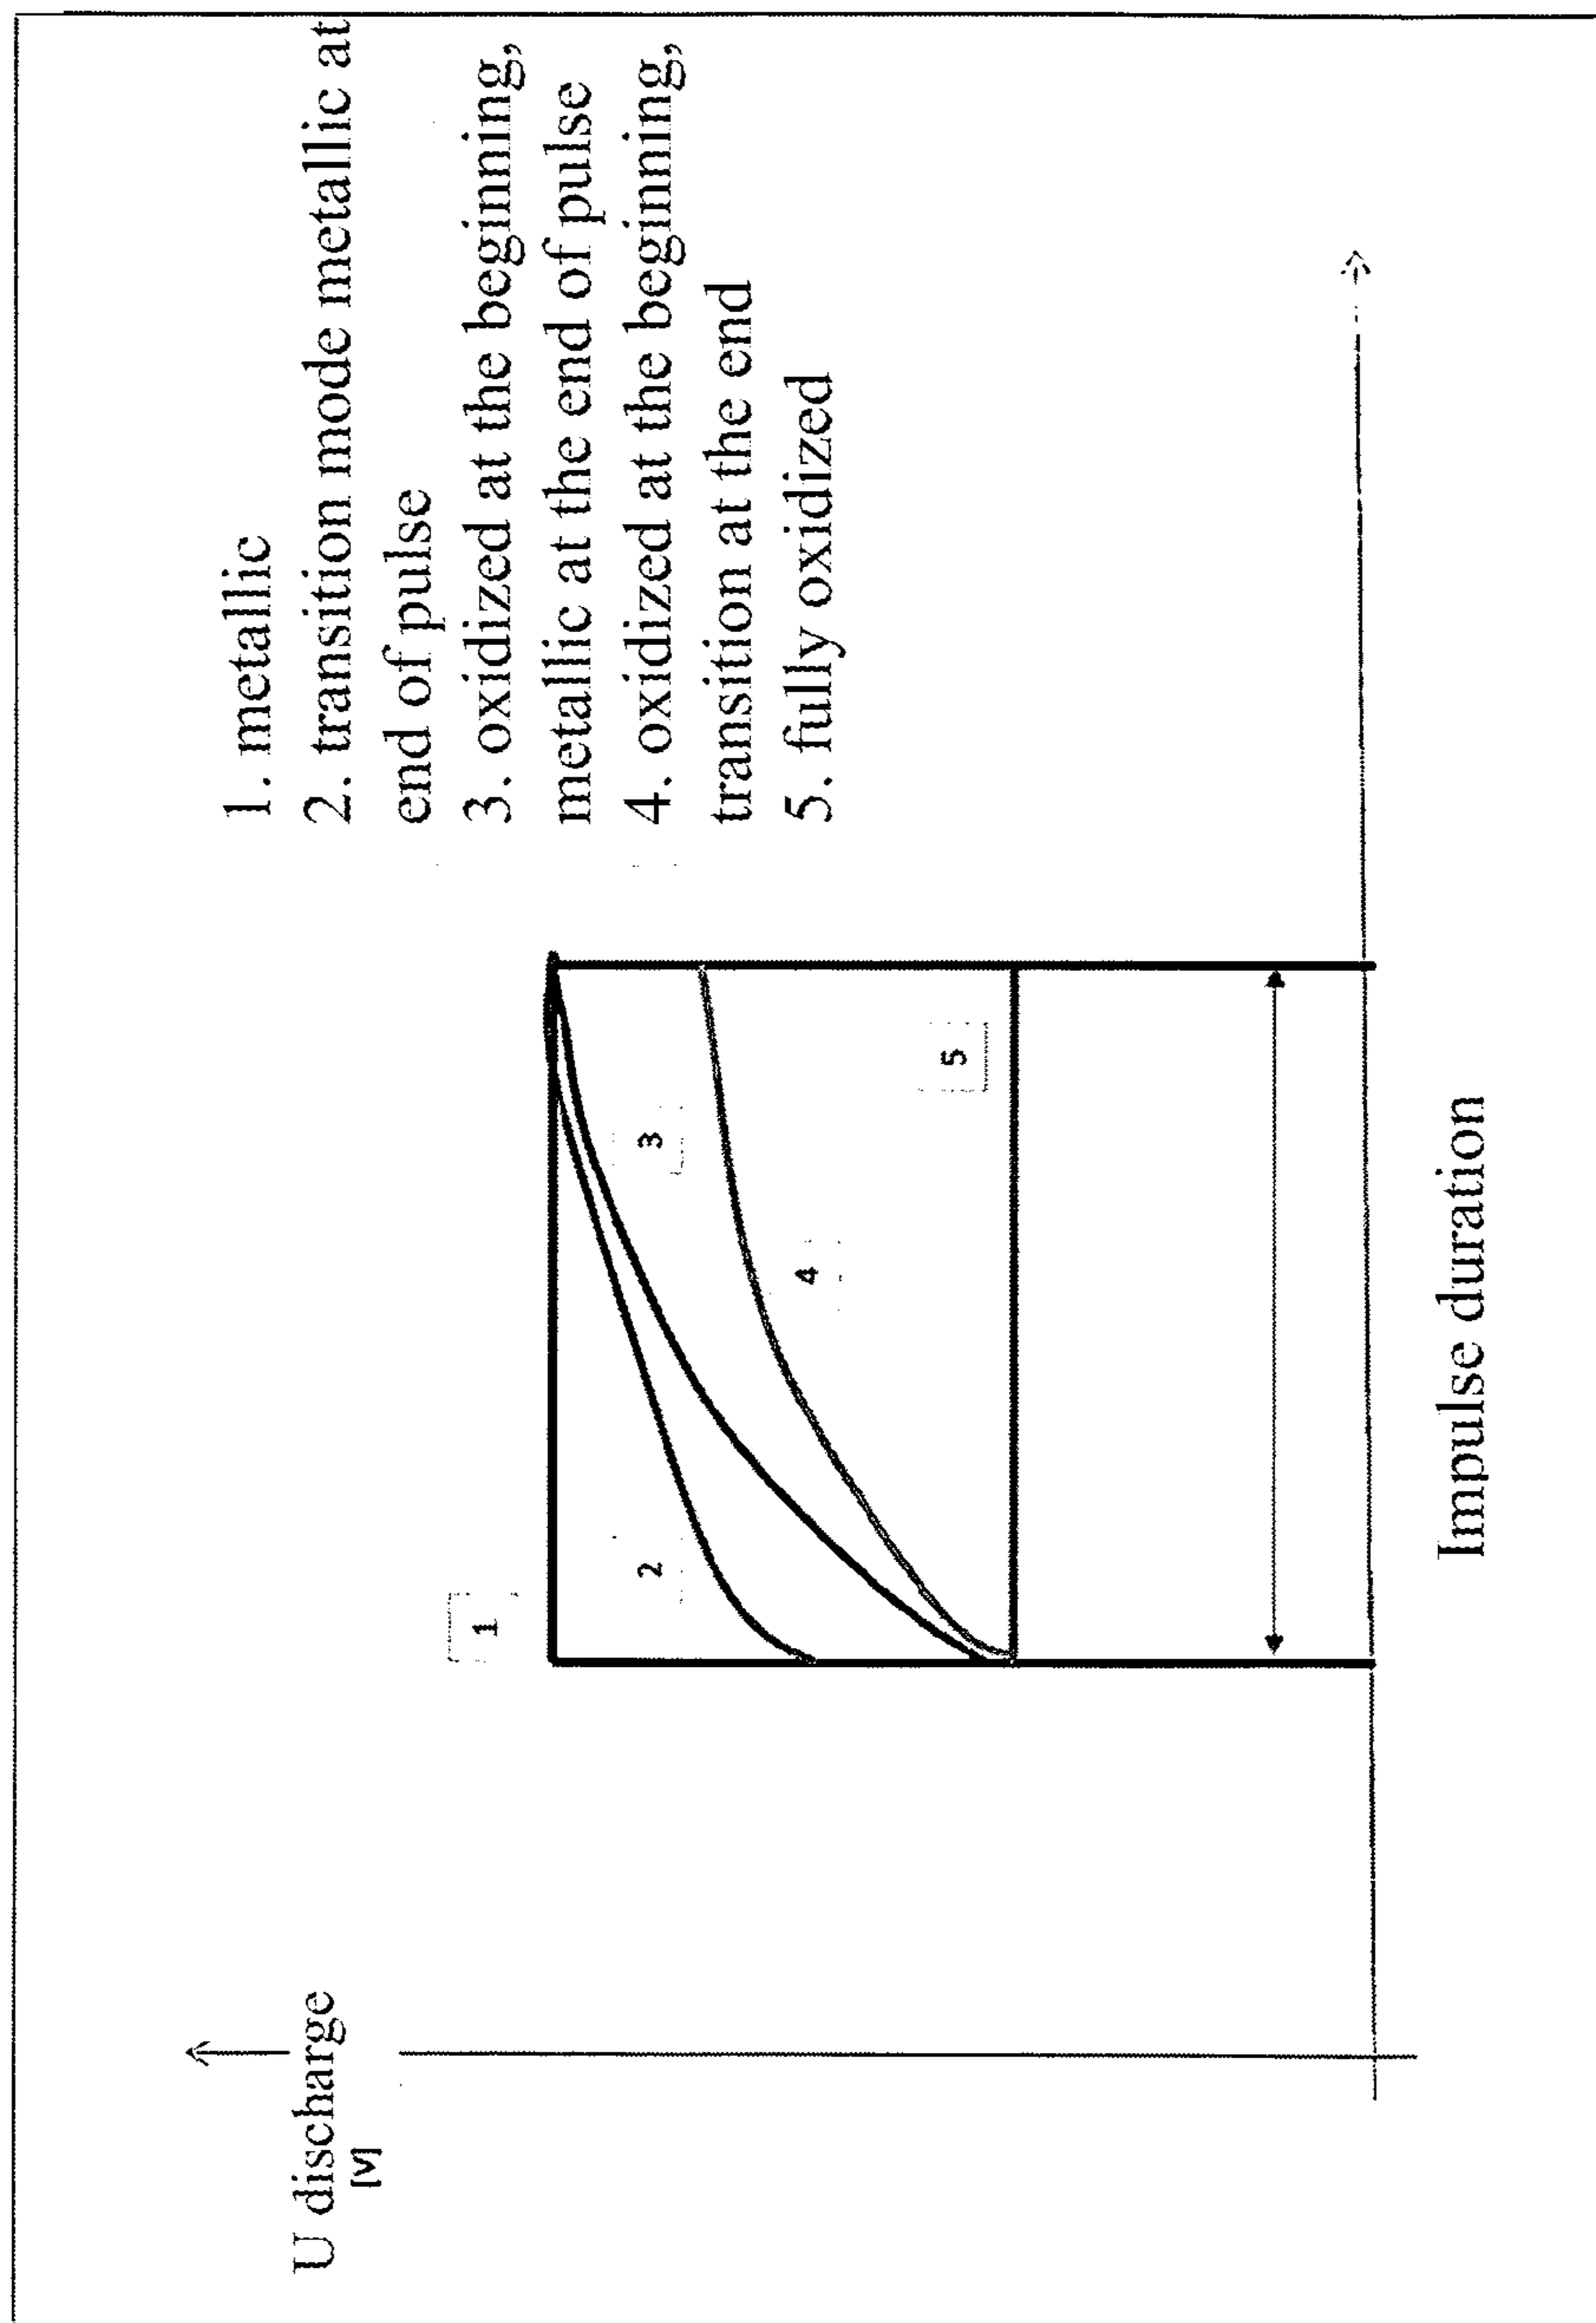 U discharge
[V]
1. metallic
2. transition mode metallic at
end of pulse
3. oxidized at the beginning,
metallic at the end of pulse
4. oxidized at the beginning,
transition at the end
5. fully oxidized
1
2
3
4
5
Impulse duration